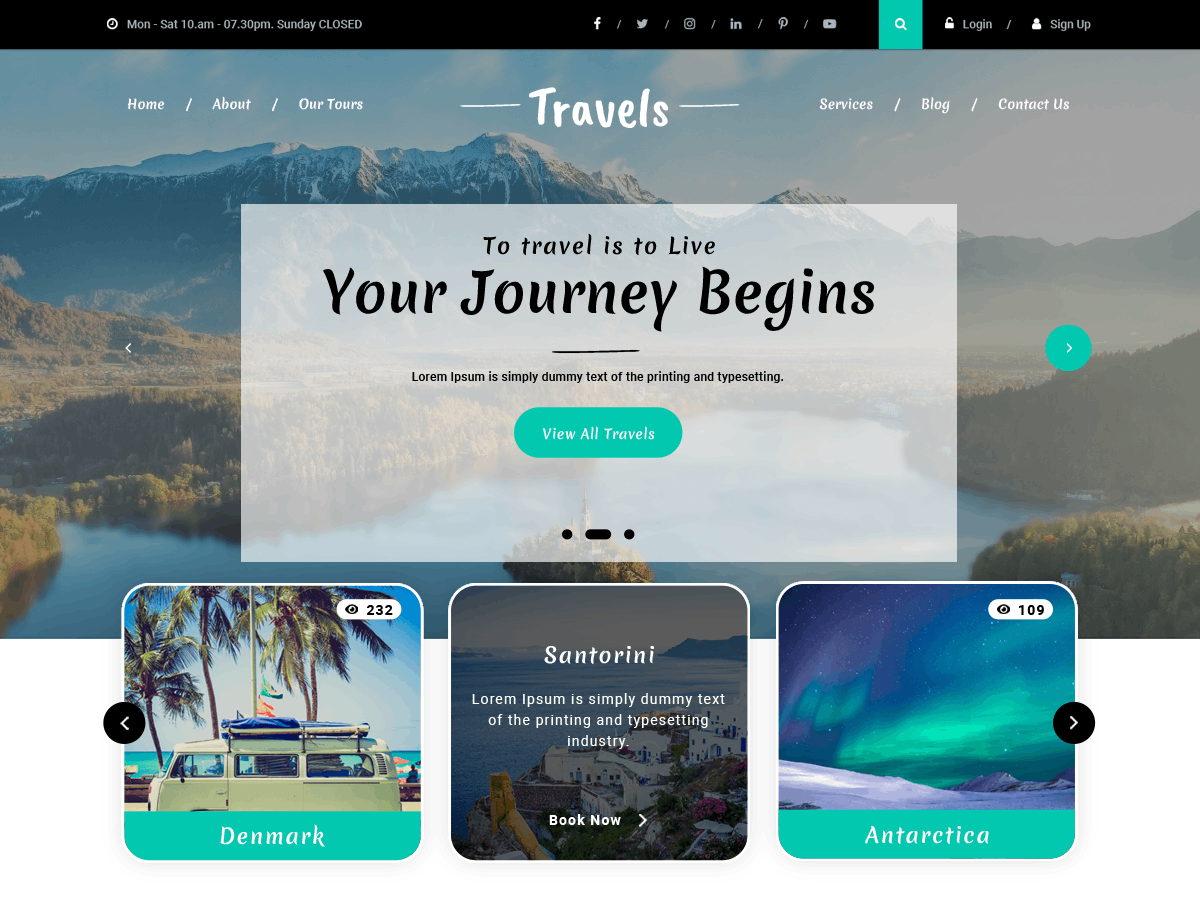 Mon - Sat 10.am - 07.30pm. Sunday CLOSED / / / / / Login / Sign Up
Home / About / Our Tours Travels Services / Blog / Contact Us
To travel is to Live
Your Journey Begins
Lorem Ipsum is simply dummy text of the printing and typesetting.
View All Travels
232
Denmark
Santorini
Lorem Ipsum is simply dummy text
of the printing and typesetting
industry.
Book Now
109
Antarctica